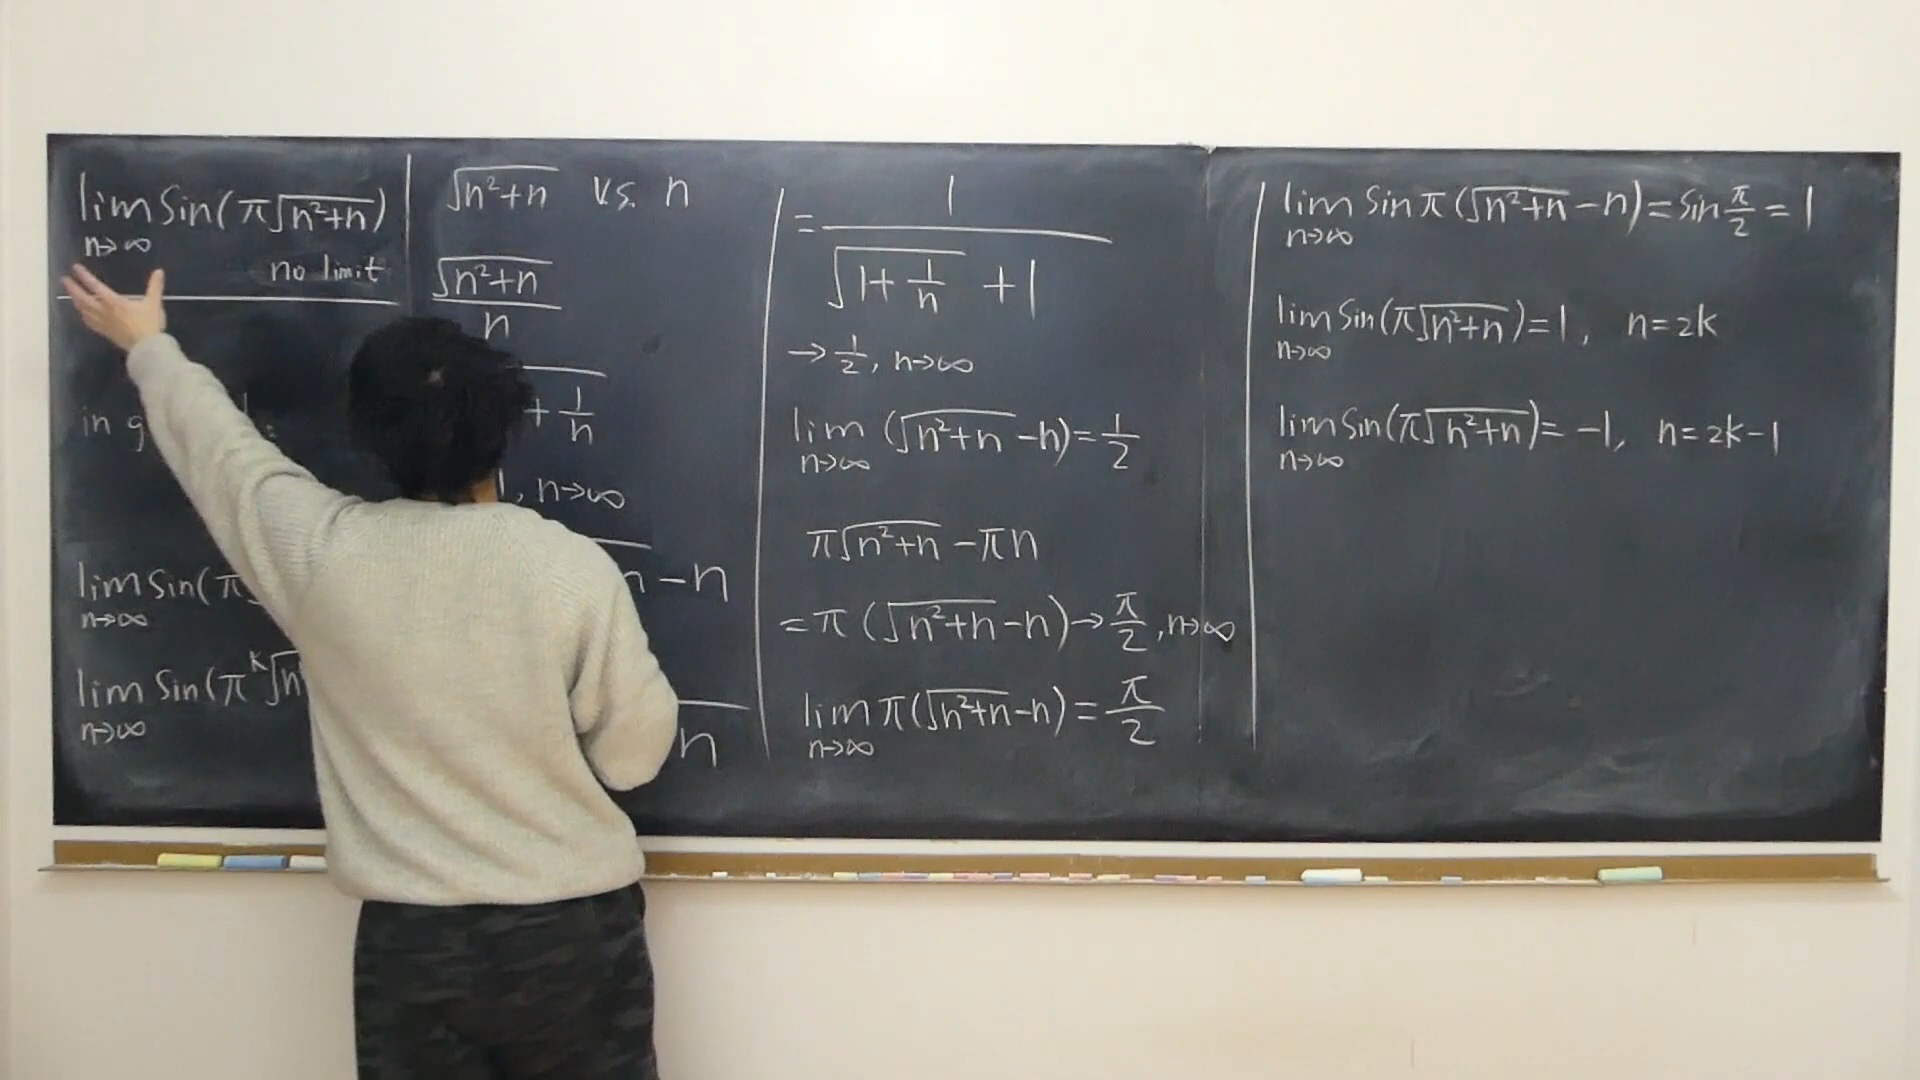 lim sin(π√(n²+n))
n→∞
no limit
in
lim sin(π
n→∞
lim sin(π ᵏ√n
n→∞
√(n²+n) vs. n
√(n²+n)
n
+ 1/n
, n→∞
n - n
n
= 1 / (√(1+1/n) + 1)
→ 1/2, n→∞
lim (√(n²+n) - n) = 1/2
n→∞
π√(n²+n) - πn
= π(√(n²+n) - n) → π/2, n→∞
lim π(√(n²+n) - n) = π/2
n→∞
lim sin π(√(n²+n) - n) = sin π/2 = 1
n→∞
lim sin(π√(n²+n)) = 1, n=2k
n→∞
lim sin(π√(n²+n)) = -1, n=2k-1
n→∞